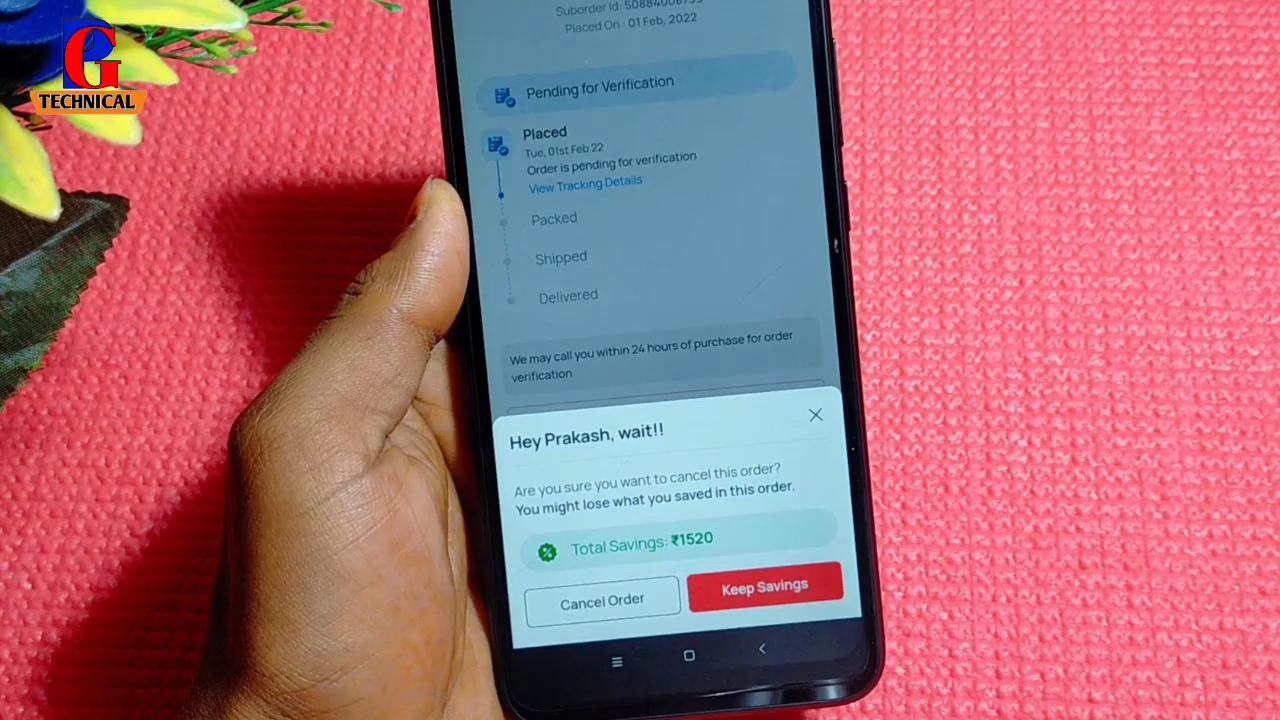 PG
TECHNICAL
Suborder Id:
Placed On : 01 Feb, 2022
Pending for Verification
Placed
Tue, 01st Feb 22
Order is pending for verification
View Tracking Details
Packed
Shipped
Delivered
We may call you within 24 hours of purchase for order
verification
Hey Prakash, wait!!
Are you sure you want to cancel this order?
You might lose what you saved in this order.
Total Savings: ₹1520
Cancel Order
Keep Savings